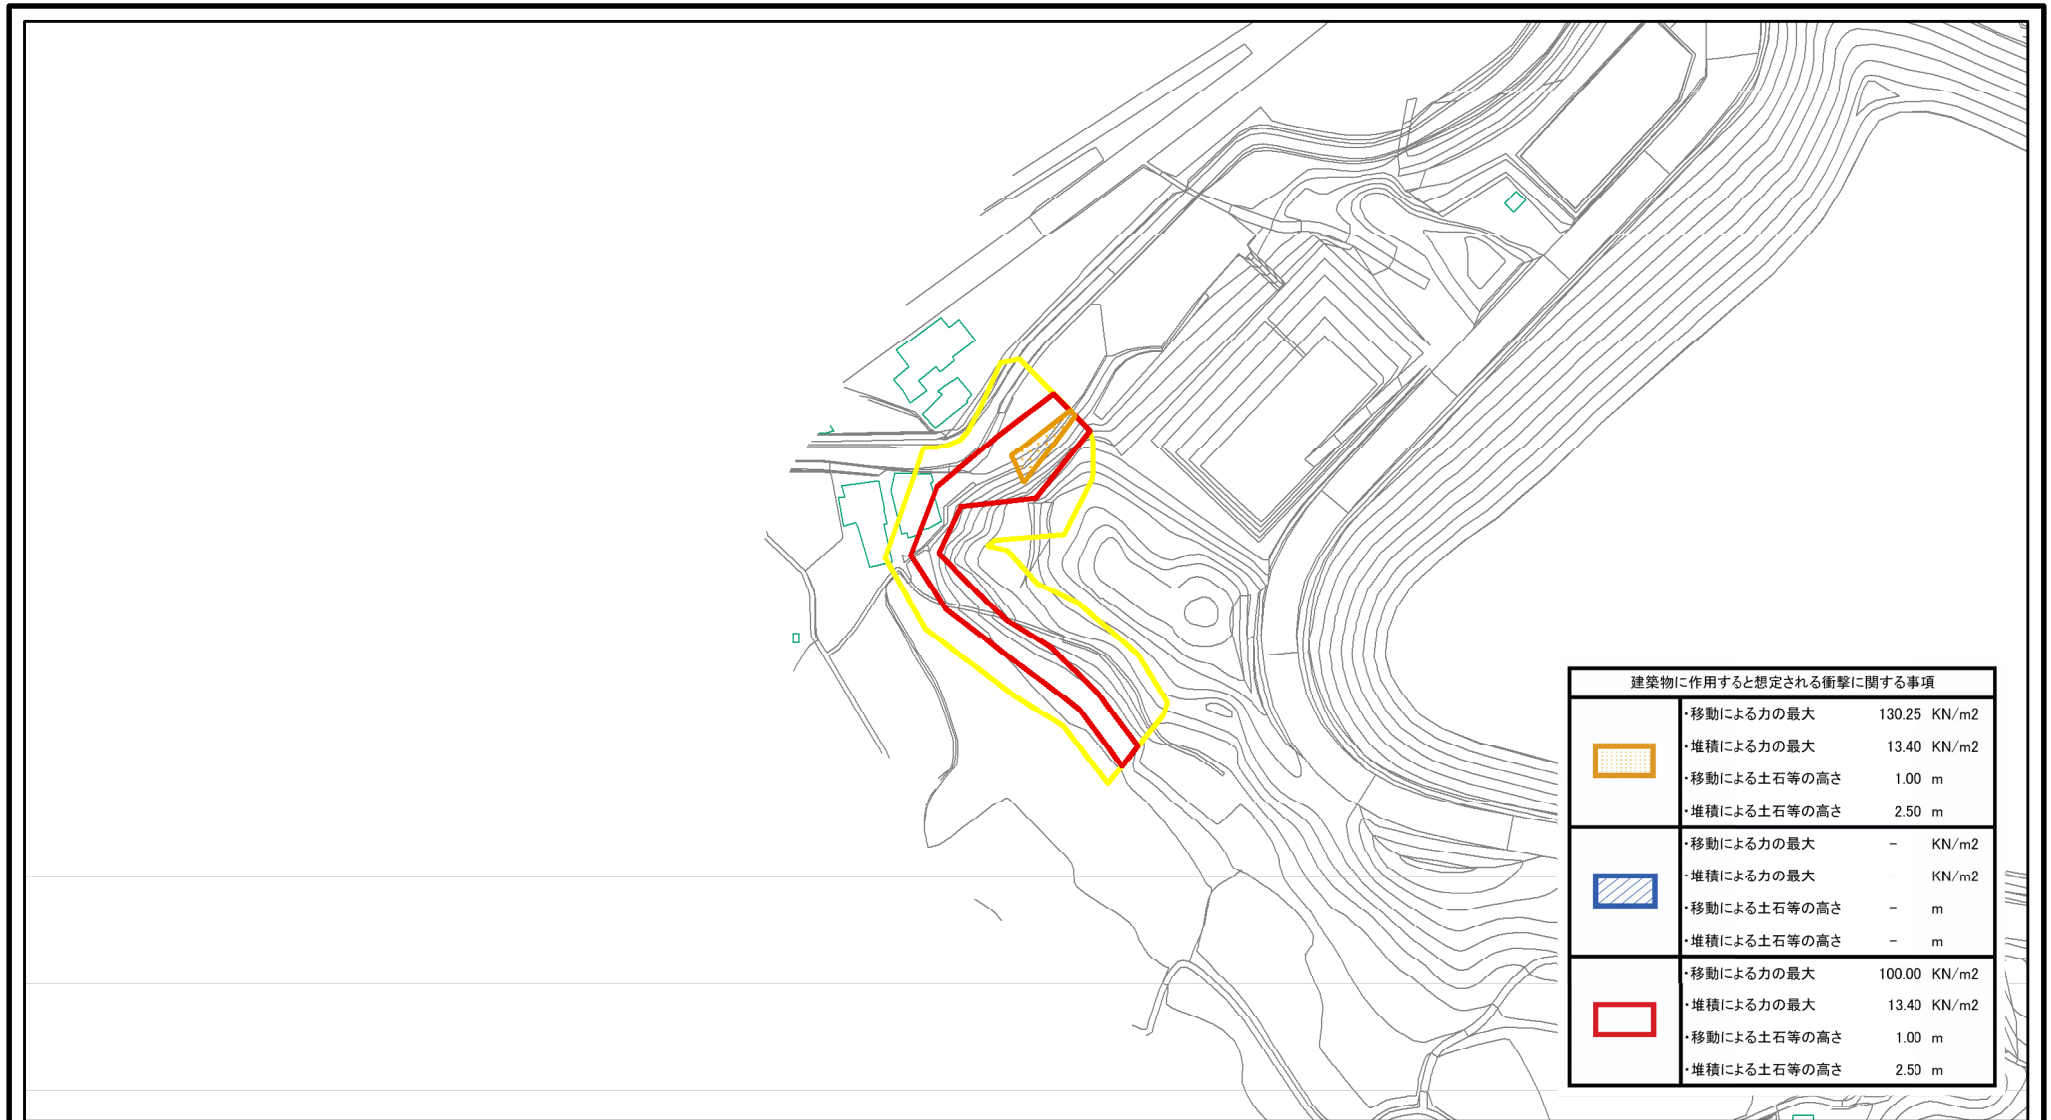 建築物に作用すると想定される衝撃に関する事項
・移動による力の最大 130.25 KN/m2
・堆積による力の最大 13.40 KN/m2
・移動による土石等の高さ 1.00 m
・堆積による土石等の高さ 2.50 m
・移動による力の最大 − KN/m2
・堆積による力の最大 KN/m2
・移動による土石等の高さ − m
・堆積による土石等の高さ − m
・移動による力の最大 100.00 KN/m2
・堆積による力の最大 13.40 KN/m2
・移動による土石等の高さ 1.00 m
・堆積による土石等の高さ 2.50 m